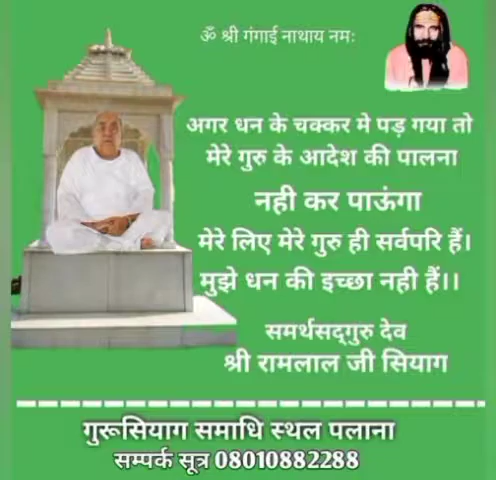 ॐ श्री गंगाई नाथाय नमः
अगर धन के चक्कर मे पड़ गया तो
मेरे गुरु के आदेश की पालना
नही कर पाऊंगा
मेरे लिए मेरे गुरु ही सर्वपरि हैं।
मुझे धन की इच्छा नही हैं।।
समर्थसद्गुरु देव
श्री रामलाल जी सियाग
गुरूसियाग समाधि स्थल पलाना
सम्पर्क सूत्र 08010882288